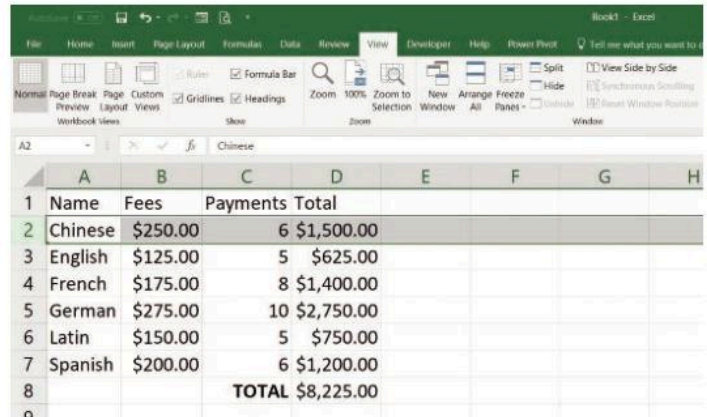 Book1 - Excel
File Home Insert Page Layout Formulas Data Review View Developer Help Power Pivot Tell me what you want to d
Ruler Formula Bar Split View Side by Side
Normal Page Break Page Custom Gridlines Headings Zoom 100% Zoom to New Arrange Freeze Hide Synchronous Scrolling
Preview Layout Views Selection Window All Panes Unhide Reset Window Position
Workbook Views Show Zoom Window
A2 fx Chinese
A B C D E F G H
1 Name Fees Payments Total
2 Chinese $250.00 6 $1,500.00
3 English $125.00 5 $625.00
4 French $175.00 8 $1,400.00
5 German $275.00 10 $2,750.00
6 Latin $150.00 5 $750.00
7 Spanish $200.00 6 $1,200.00
8 TOTAL $8,225.00
9